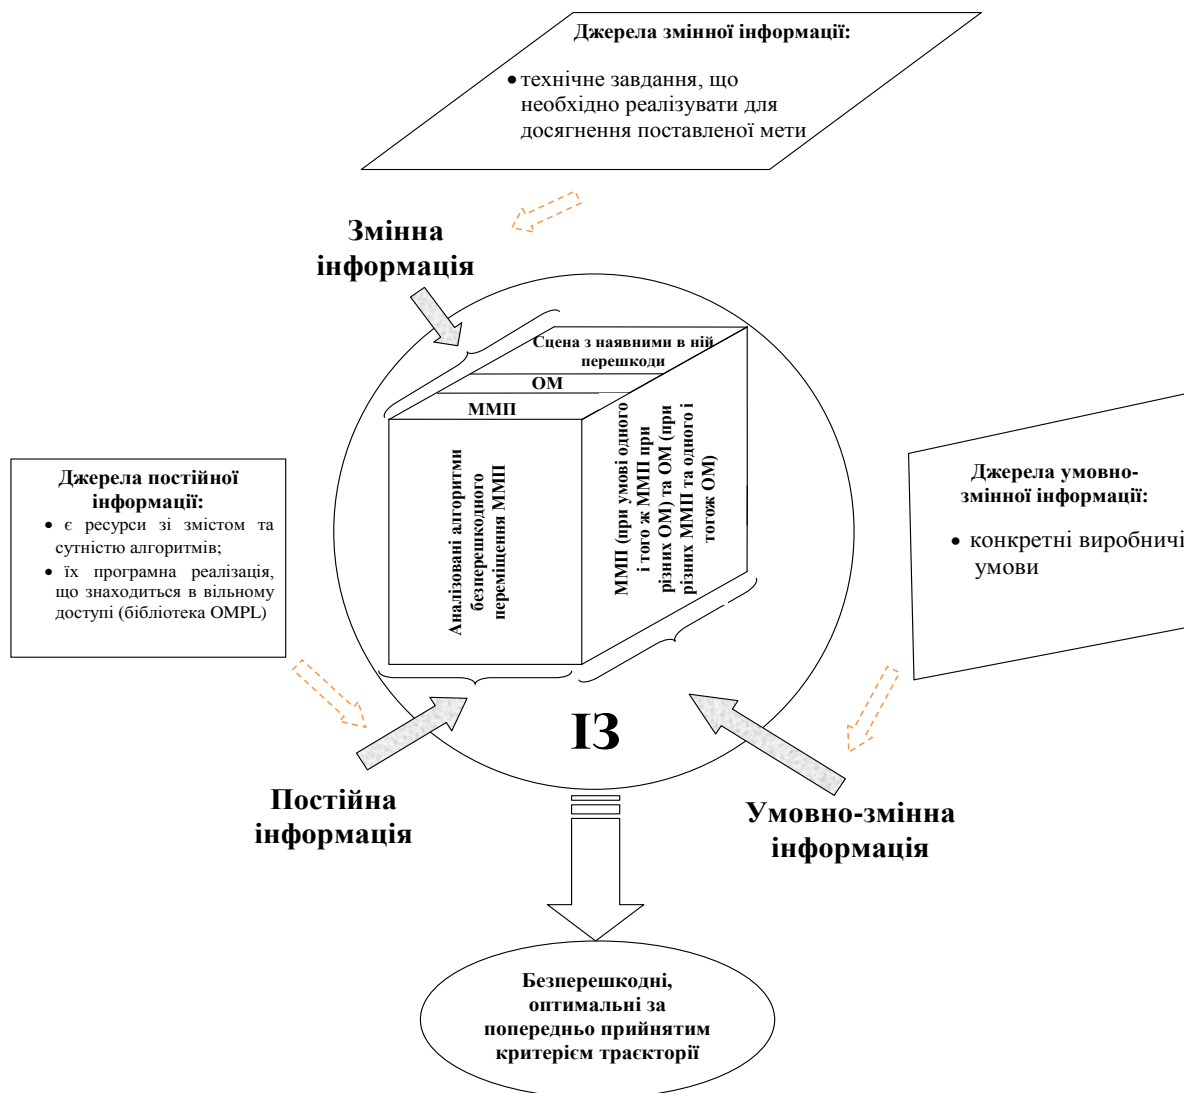 Джерела змінної інформації:
• технічне завдання, що
необхідно реалізувати для
досягнення поставленої мети
Змінна
інформація
Сцена з наявними в ній
перешкоди
ОМ
ММП
Аналізовані алгоритми
безперешкодного
переміщення ММП
ММП (при умові одного
і того ж ММП при
різних ОМ) та ОМ (при
різних ММП та одного і
тогож ОМ)
Джерела постійної
інформації:
• є ресурси зі змістом та
сутністю алгоритмів;
• їх програмна реалізація,
що знаходиться в вільному
доступі (бібліотека OMPL)
Джерела умовно-
змінної інформації:
• конкретні виробничі
умови
ІЗ
Постійна
інформація
Умовно-змінна
інформація
Безперешкодні,
оптимальні за
попередньо прийнятим
критерієм траєкторії